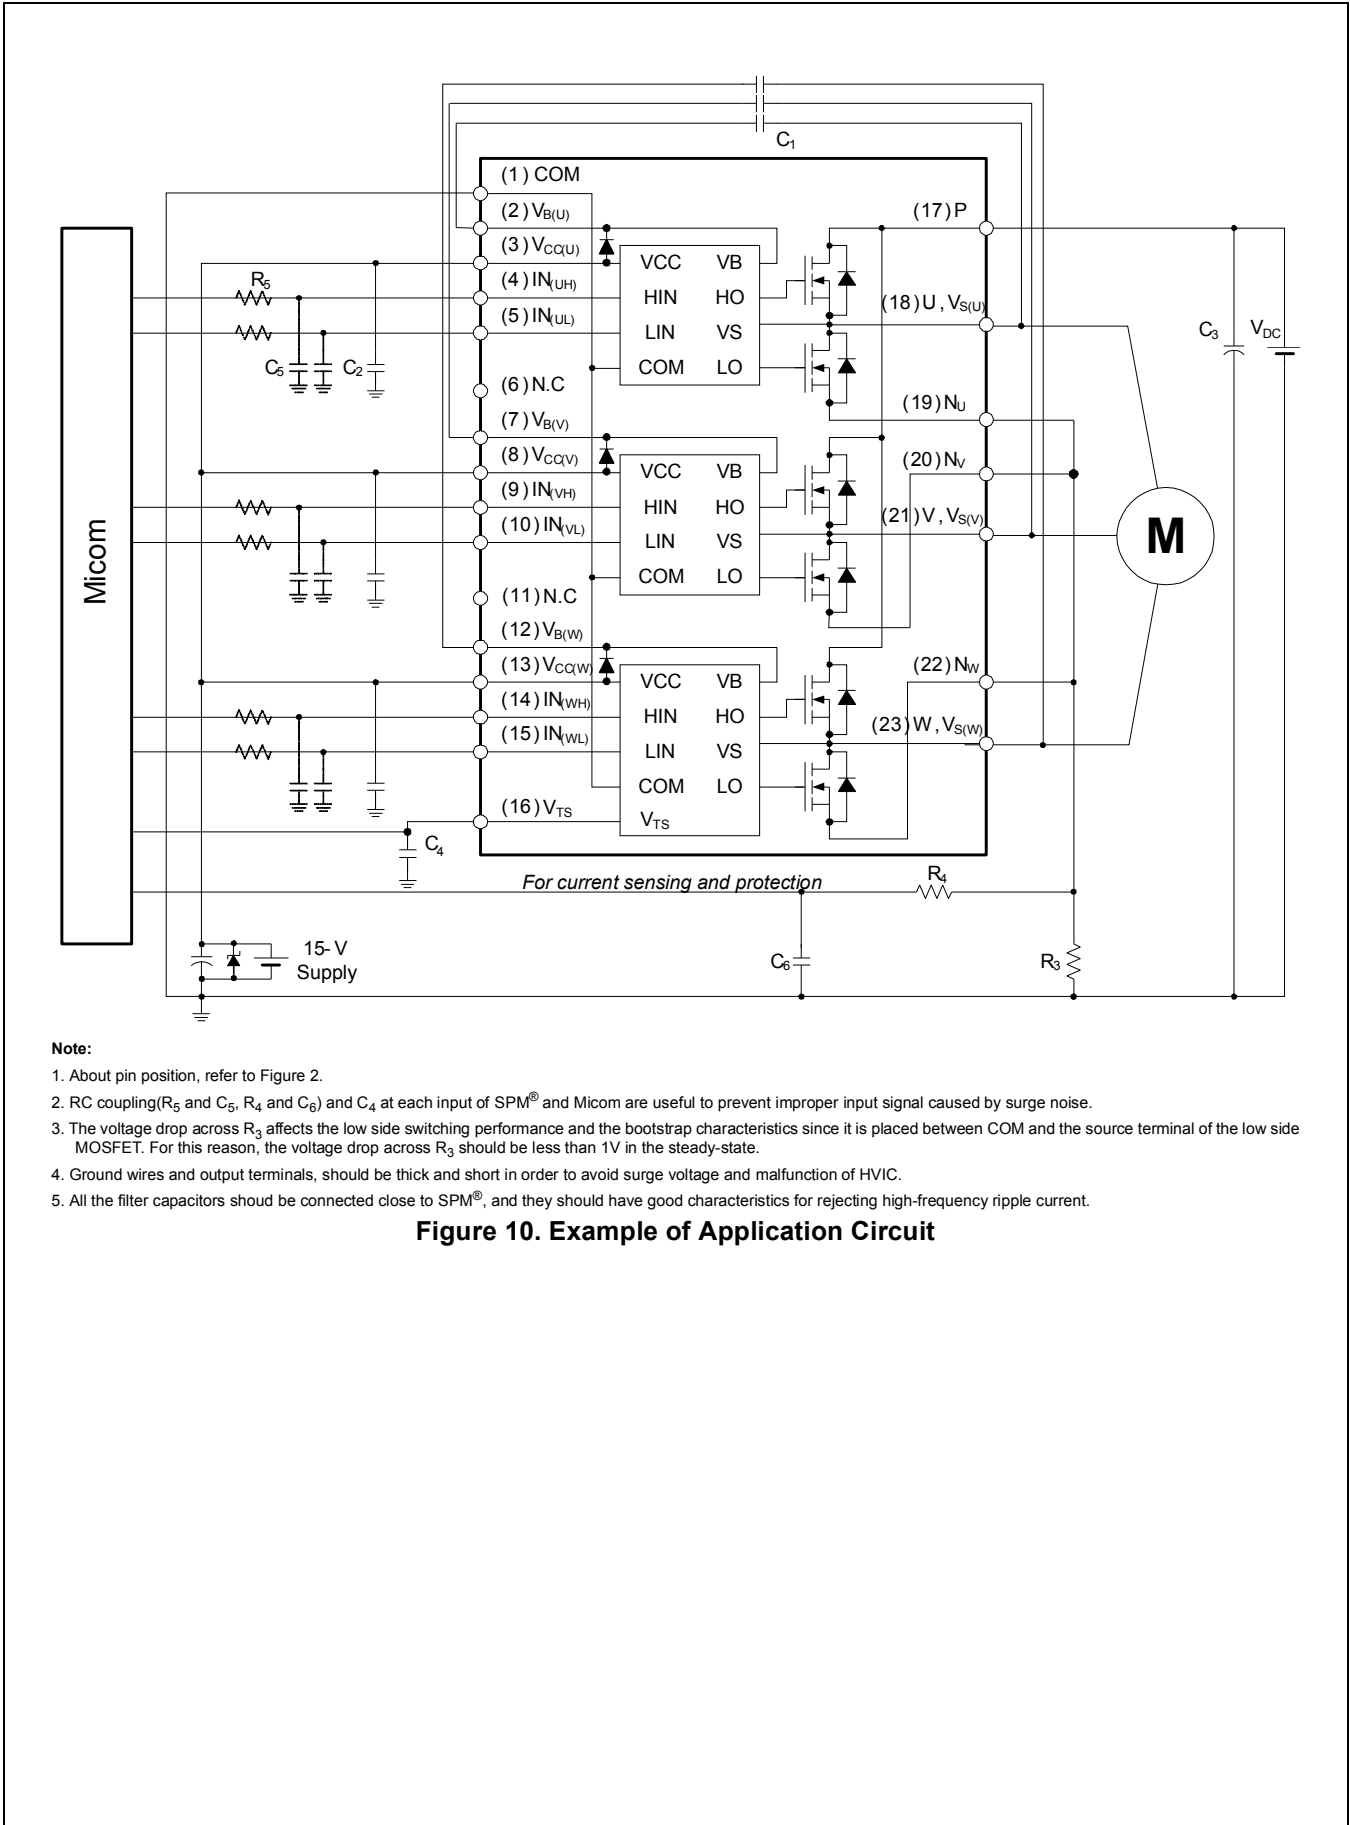 C1
(1) COM
(2) VB(U)
(3) VCC(U)
(4) IN(UH)
(5) IN(UL)
(6) N.C
(7) VB(V)
(8) VCC(V)
(9) IN(VH)
(10) IN(VL)
(11) N.C
(12) VB(W)
(13) VCC(W)
(14) IN(WH)
(15) IN(WL)
(16) VTS
VCC VB
HIN HO
LIN VS
COM LO
VCC VB
HIN HO
LIN VS
COM LO
VCC VB
HIN HO
LIN VS
COM LO
VTS
(17) P
(18) U, VS(U)
(19) NU
(20) NV
(21) V, VS(V)
(22) NW
(23) W, VS(W)
Micom
R5
C5
C2
C4
C3
VDC
M
For current sensing and protection
R4
C6
R3
15-V
Supply
Note:
1. About pin position, refer to Figure 2.
2. RC coupling(R5 and C5, R4 and C6) and C4 at each input of SPM® and Micom are useful to prevent improper input signal caused by surge noise.
3. The voltage drop across R3 affects the low side switching performance and the bootstrap characteristics since it is placed between COM and the source terminal of the low side
MOSFET. For this reason, the voltage drop across R3 should be less than 1V in the steady-state.
4. Ground wires and output terminals, should be thick and short in order to avoid surge voltage and malfunction of HVIC.
5. All the filter capacitors shoud be connected close to SPM®, and they should have good characteristics for rejecting high-frequency ripple current.
Figure 10. Example of Application Circuit